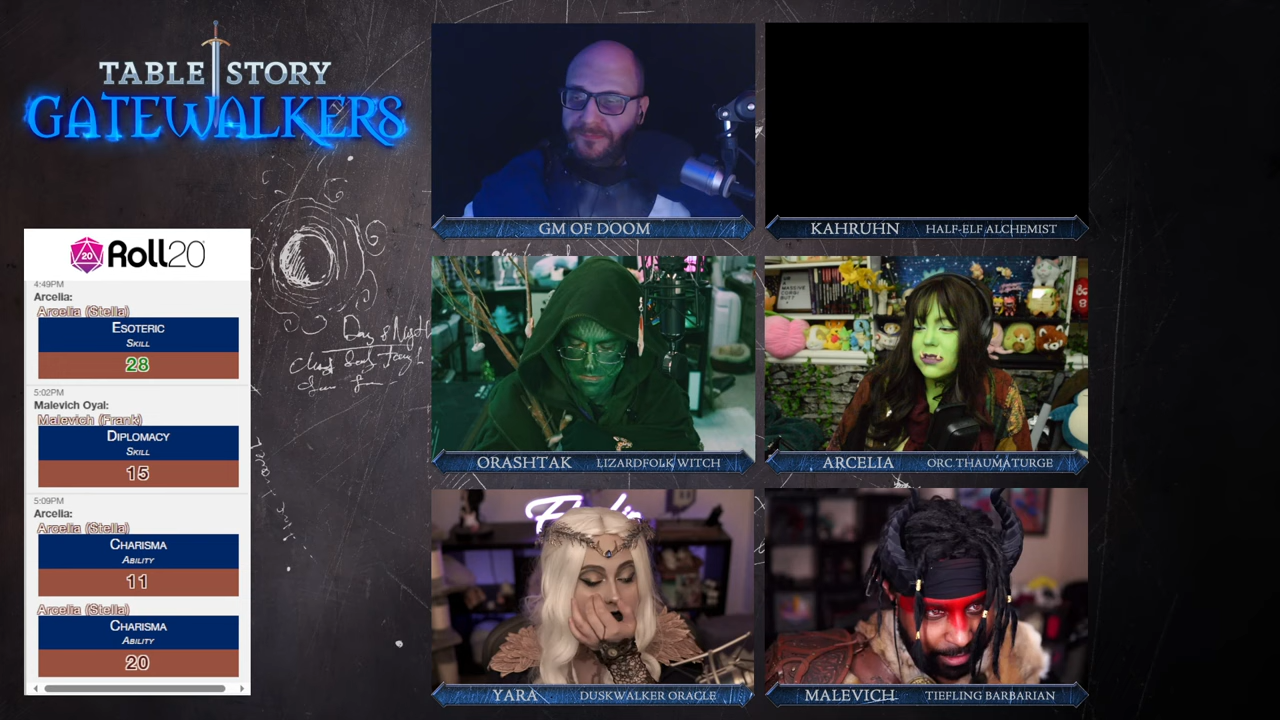 TABLE STORY
GATEWALKERS
20
Roll20
4:49PM
Arcelia:
Arcelia (Stella)
ESOTERIC
SKILL
28
5:02PM
Malevich Oyal:
Malevich (Frank)
DIPLOMACY
SKILL
15
5:09PM
Arcelia:
Arcelia (Stella)
CHARISMA
ABILITY
11
Arcelia (Stella)
CHARISMA
ABILITY
20
GM OF DOOM
KAHRUHN HALF-ELF ALCHEMIST
ORASHTAK LIZARDFOLK WITCH
ARCELIA ORC THAUMATURGE
YARA DUSKWALKER ORACLE
MALEVICH TIEFLING BARBARIAN